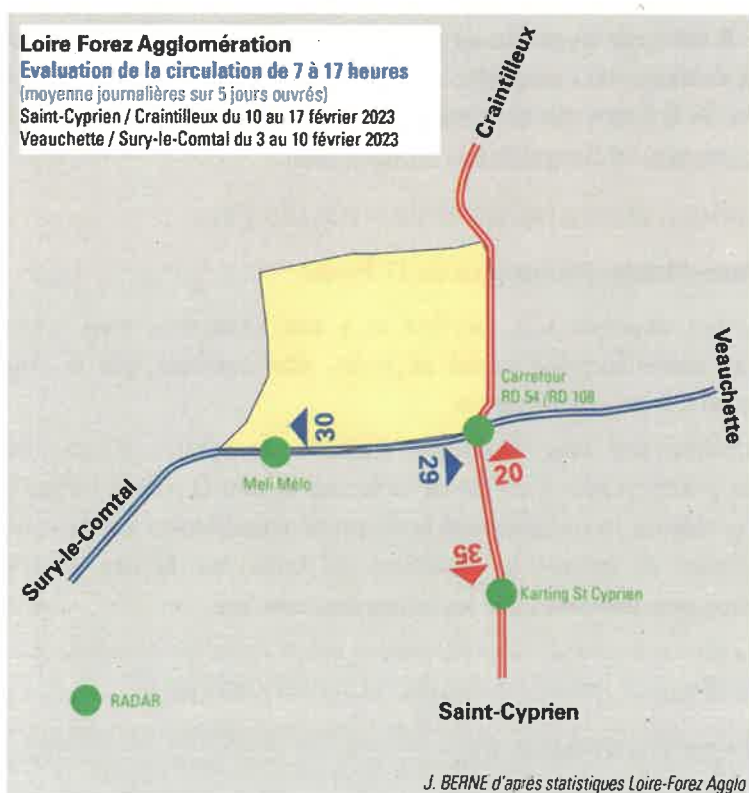 Loire Forez Agglomération
Evaluation de la circulation de 7 à 17 heures
(moyenne journalières sur 5 jours ouvrés)
Saint-Cyprien / Craintilleux du 10 au 17 février 2023
Veauchette / Sury-le-Comtal du 3 au 10 février 2023
Craintilleux
Veauchette
Carrefour
RD 54 /RD 108
30
29
20
Meli Mélo
Sury-le-Comtal
35
Karting St Cyprien
RADAR
Saint-Cyprien
J. BERNE d'après statistiques Loire-Forez Agglo